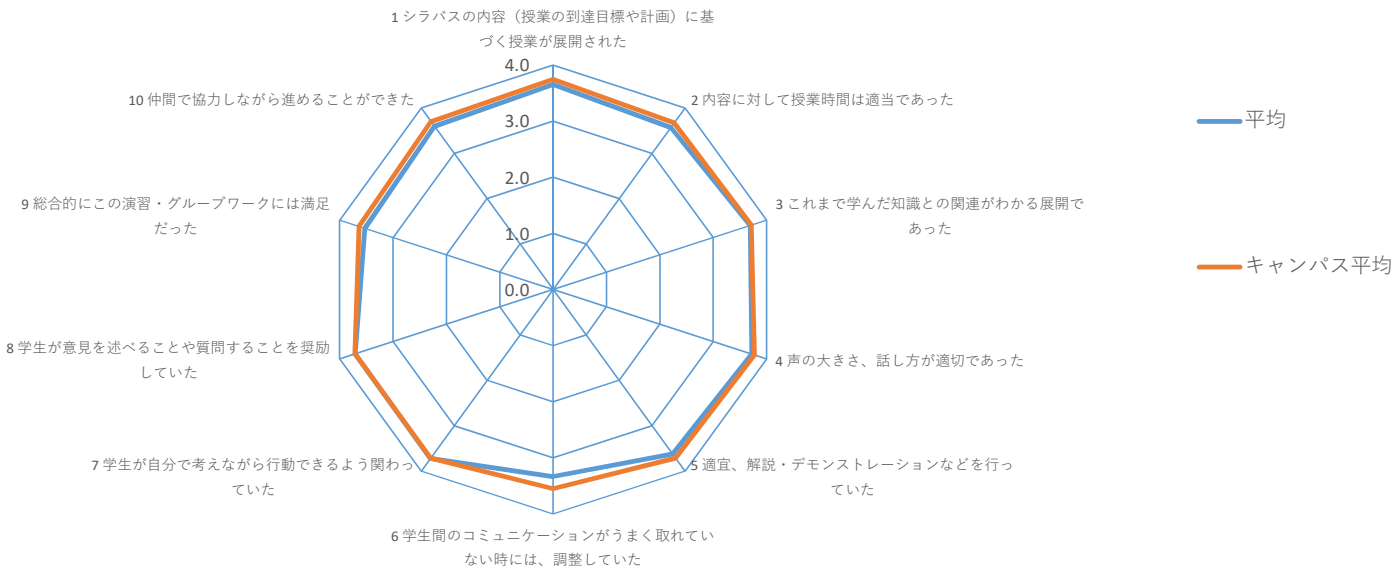 1 シラバスの内容（授業の到達目標や計画）に基
づく授業が展開された
2 内容に対して授業時間は適当であった
3 これまで学んだ知識との関連がわかる展開で
あった
4 声の大きさ、話し方が適切であった
5 適宜、解説・デモンストレーションなどを行っ
ていた
6 学生間のコミュニケーションがうまく取れてい
ない時には、調整していた
7 学生が自分で考えながら行動できるよう関わっ
ていた
8 学生が意見を述べることや質問することを奨励
していた
9 総合的にこの演習・グループワークには満足
だった
10 仲間で協力しながら進めることができた
4.0
3.0
2.0
1.0
0.0
平均
キャンパス平均